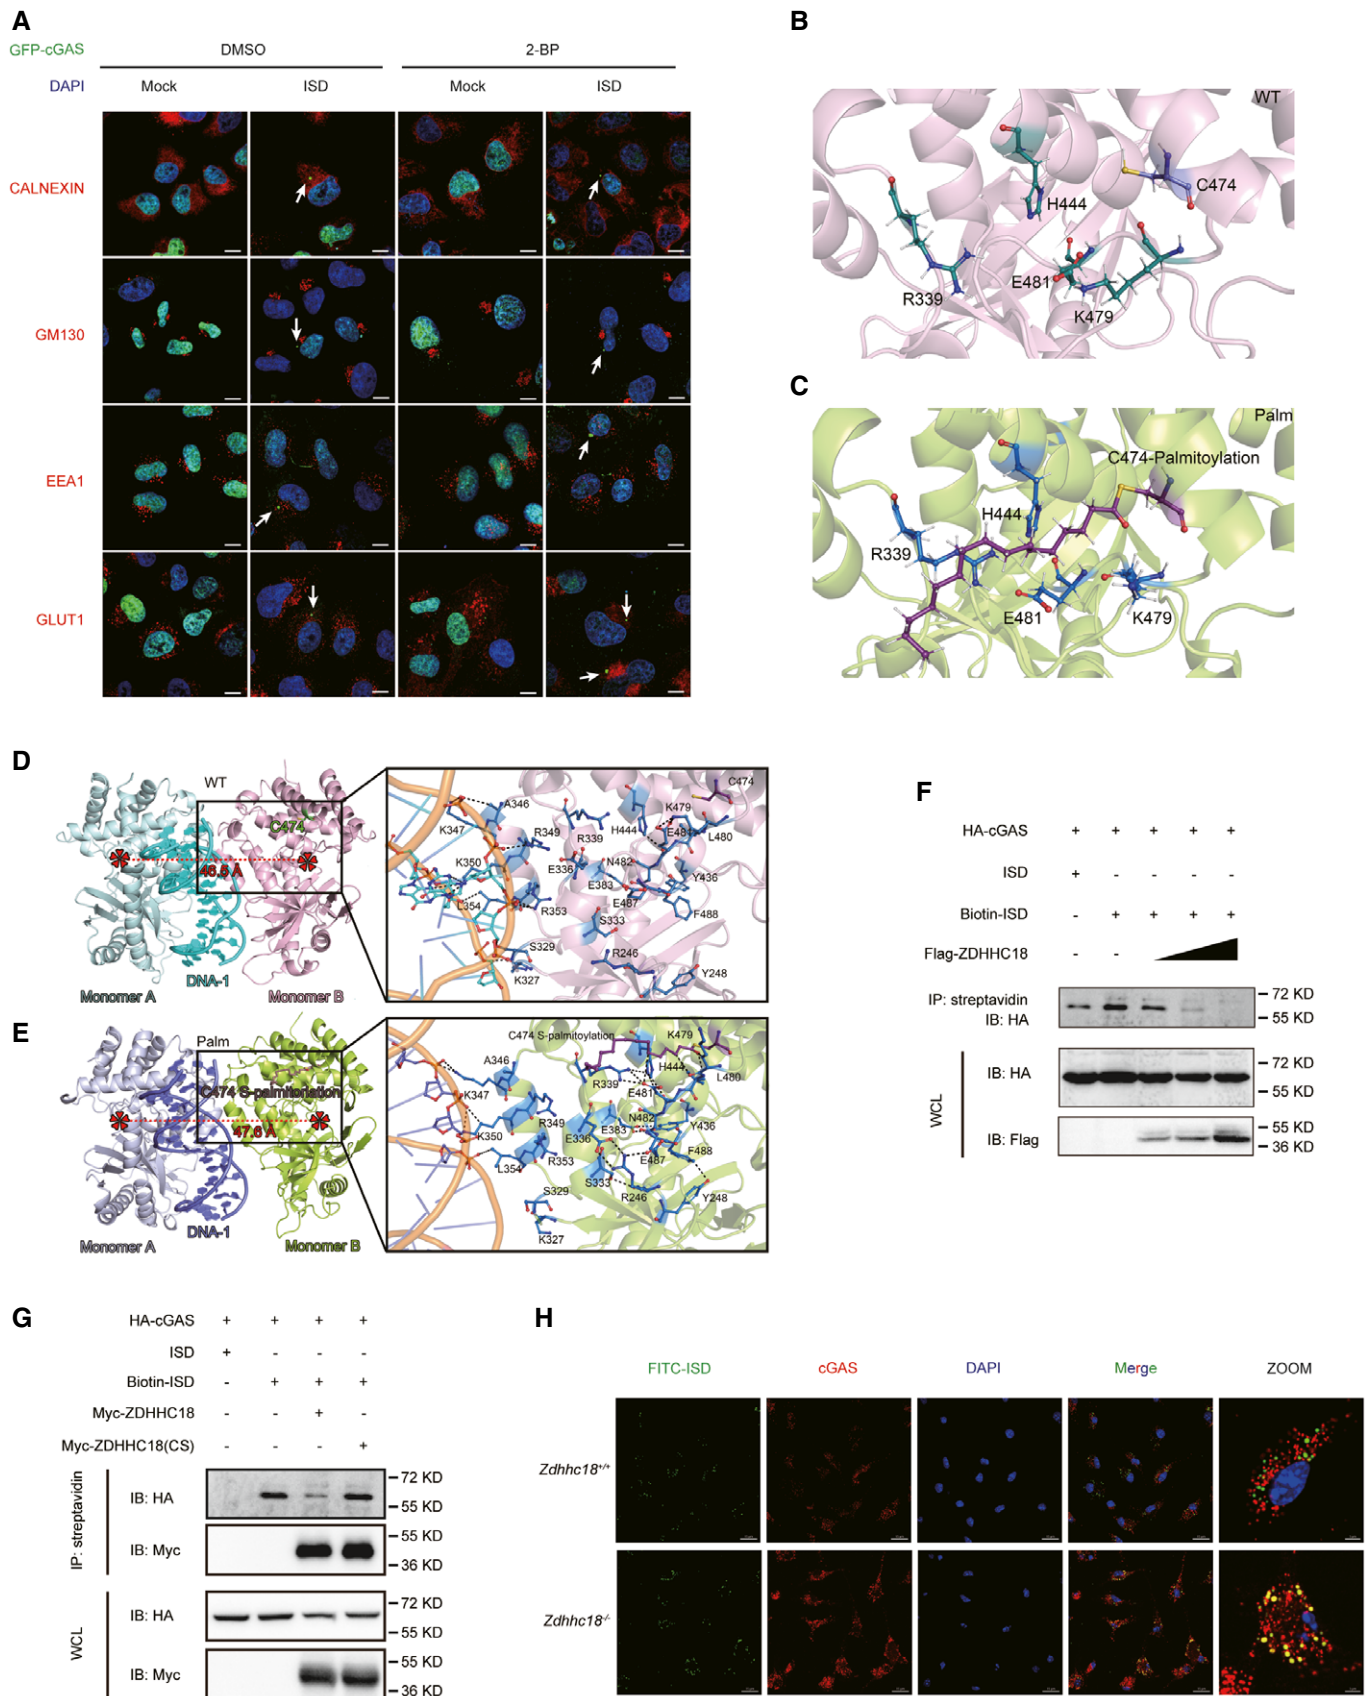 A
GFP-cGAS
DMSO
2-BP
DAPI
Mock
ISD
Mock
ISD
CALNEXIN
GM130
EEA1
GLUT1
B
WT
H444
C474
R339
E481
K479
C
Palm
C474-Palmitoylation
H444
R339
E481
K479
D
WT
C474
46.5 Å
DNA-1
Monomer A
Monomer B
C474
A346
K347
K479
R349
R339
H444
E481
L480
K350
E336
N482
E383
Y436
L354
R353
E487
F488
S333
S329
R246
K327
Y248
E
Palm
C474 S-palmitoylation
47.6 Å
DNA-1
Monomer A
Monomer B
C474 S-palmitoylation
K479
A346
H444
R339
L480
E481
K347
R349
N482
K350
E336
E383
Y436
L354
R353
E487
F488
S333
R246
Y248
S329
K327
F
HA-cGAS + + + + +
ISD + - - - -
Biotin-ISD - + + + +
Flag-ZDHHC18 - -
IP: streptavidin
IB: HA
72 KD
55 KD
WCL
IB: HA
72 KD
55 KD
IB: Flag
55 KD
36 KD
G
HA-cGAS + + + +
ISD + - - -
Biotin-ISD - + + +
Myc-ZDHHC18 - - + -
Myc-ZDHHC18(CS) - - - +
IP: streptavidin
IB: HA
72 KD
55 KD
IB: Myc
55 KD
36 KD
WCL
IB: HA
72 KD
55 KD
IB: Myc
55 KD
36 KD
H
FITC-ISD
cGAS
DAPI
Merge
ZOOM
Zdhhc18+/+
Zdhhc18-/-